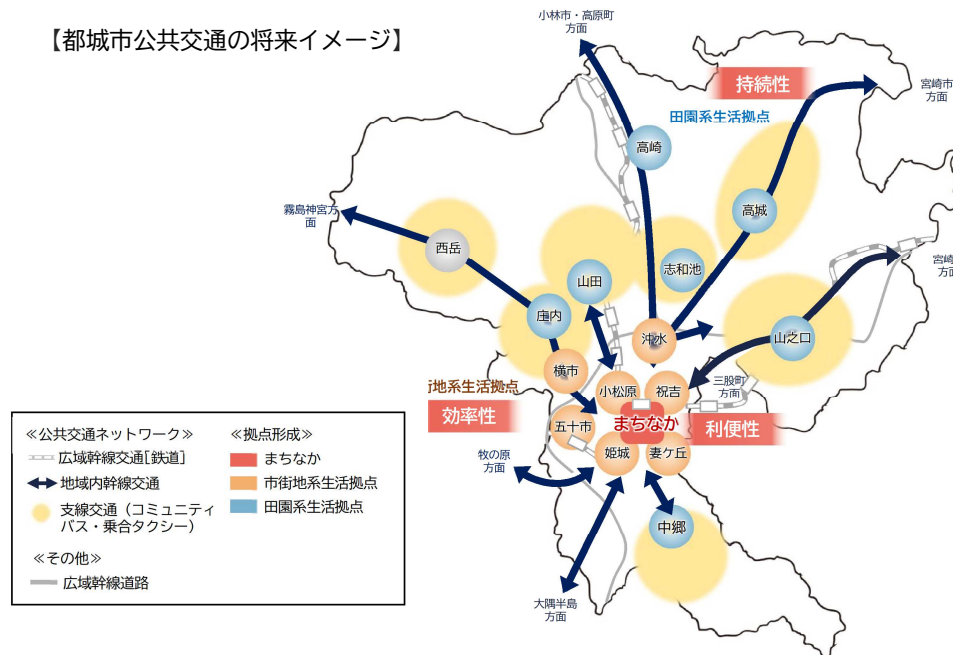 【都城市公共交通の将来イメージ】
小林市・高原町
方面
持続性
宮崎市
方面
田園系生活拠点
高崎
高城
霧島神宮方
面
西岳
山田
志和池
宮崎
方面
庄内
沖水
山之口
横市
三股町
方面
小松原
祝吉
街地系生活拠点
効率性
五十市
まちなか
利便性
姫城
妻ケ丘
牧の原
方面
中郷
大隅半島
方面
≪公共交通ネットワーク≫
広域幹線交通[鉄道]
地域内幹線交通
支線交通(コミュニティ
バス・乗合タクシー)
≪その他≫
広域幹線道路
≪拠点形成≫
まちなか
市街地系生活拠点
田園系生活拠点